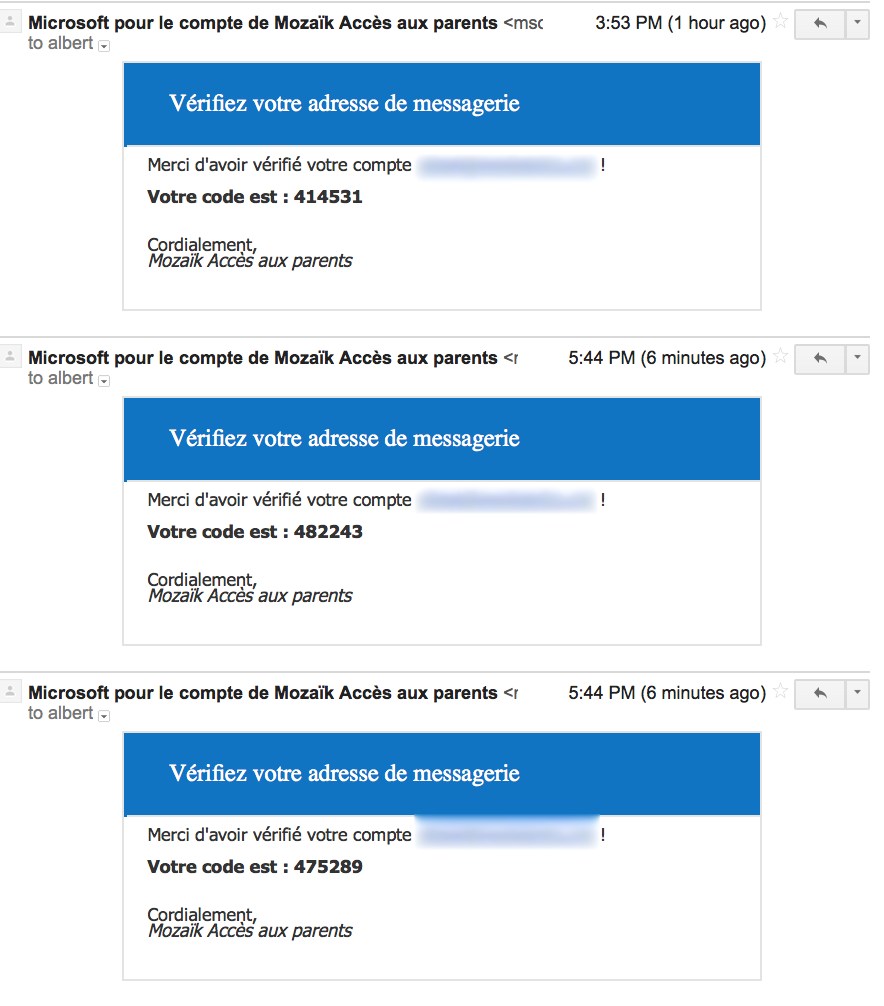 Microsoft pour le compte de Mozaïk Accès aux parents <msc 3:53 PM (1 hour ago)
to albert
Vérifiez votre adresse de messagerie
Merci d'avoir vérifié votre compte !
Votre code est : 414531
Cordialement,
Mozaïk Accès aux parents
Microsoft pour le compte de Mozaïk Accès aux parents <r 5:44 PM (6 minutes ago)
to albert
Vérifiez votre adresse de messagerie
Merci d'avoir vérifié votre compte !
Votre code est : 482243
Cordialement,
Mozaïk Accès aux parents
Microsoft pour le compte de Mozaïk Accès aux parents <r 5:44 PM (6 minutes ago)
to albert
Vérifiez votre adresse de messagerie
Merci d'avoir vérifié votre compte !
Votre code est : 475289
Cordialement,
Mozaïk Accès aux parents